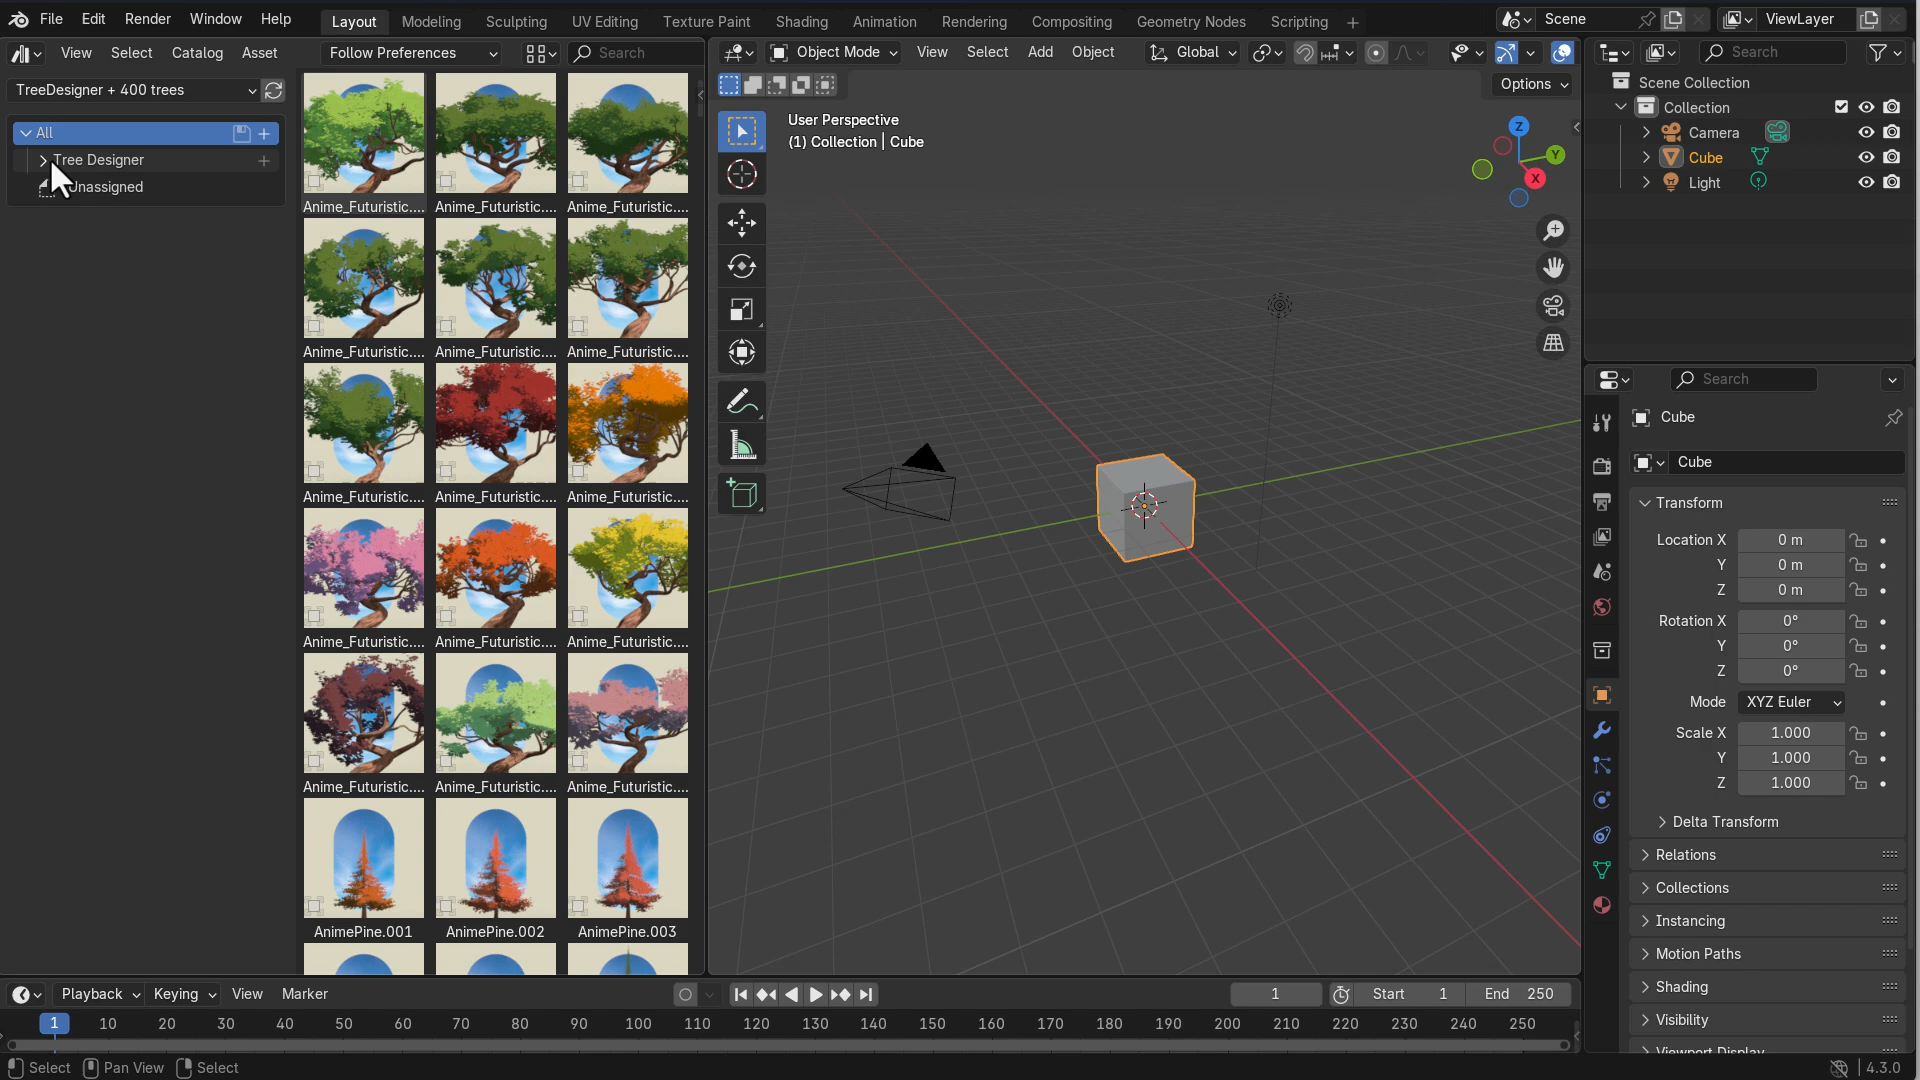 File Edit Render Window Help Layout Modeling Sculpting UV Editing Texture Paint Shading Animation Rendering Compositing Geometry Nodes Scripting + Scene ViewLayer
View Select Catalog Asset Follow Preferences Search
Object Mode View Select Add Object Global
Search
TreeDesigner + 400 trees
All
Tree Designer
Unassigned
Anime_Futuristic.... Anime_Futuristic.... Anime_Futuristic....
Anime_Futuristic.... Anime_Futuristic.... Anime_Futuristic....
Anime_Futuristic.... Anime_Futuristic.... Anime_Futuristic....
Anime_Futuristic.... Anime_Futuristic.... Anime_Futuristic....
Anime_Futuristic.... Anime_Futuristic.... Anime_Futuristic....
AnimePine.001 AnimePine.002 AnimePine.003
Options
User Perspective
(1) Collection | Cube
Z
Y
X
Scene Collection
Collection
Camera
Cube
Light
Search
Cube
Cube
Transform
Location X 0 m
Y 0 m
Z 0 m
Rotation X 0°
Y 0°
Z 0°
Mode XYZ Euler
Scale X 1.000
Y 1.000
Z 1.000
Delta Transform
Relations
Collections
Instancing
Motion Paths
Shading
Visibility
Viewport Display
Playback Keying View Marker 1 Start 1 End 250
1 10 20 30 40 50 60 70 80 90 100 110 120 130 140 150 160 170 180 190 200 210 220 230 240 250
Select Pan View Select 4.3.0